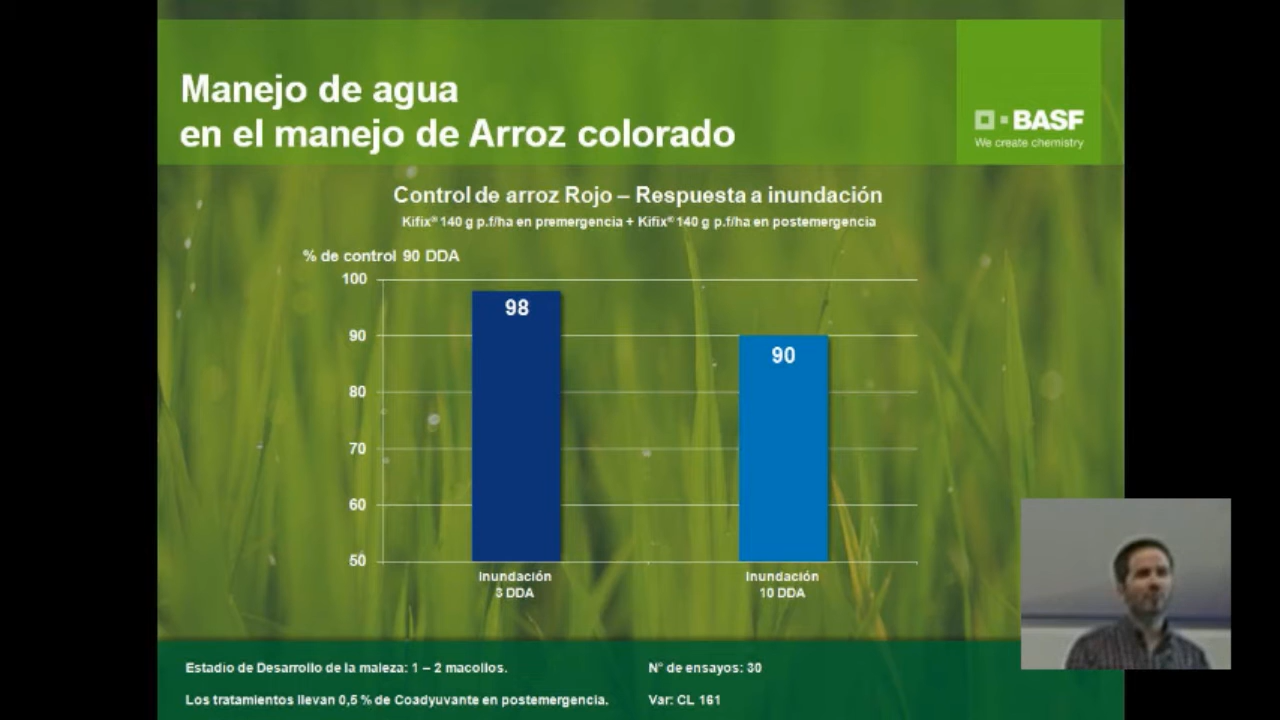 Manejo de agua
en el manejo de Arroz colorado
BASF
We create chemistry
Control de arroz Rojo – Respuesta a inundación
Kifix® 140 g p.f/ha en premergencia + Kifix® 140 g p.f/ha en postemergencia
% de control 90 DDA
100
98
90
90
80
70
60
50
Inundación
3 DDA
Inundación
10 DDA
Estadio de Desarrollo de la maleza: 1 – 2 macollos.
N° de ensayos: 30
Los tratamientos llevan 0,5 % de Coadyuvante en postemergencia.
Var: CL 161